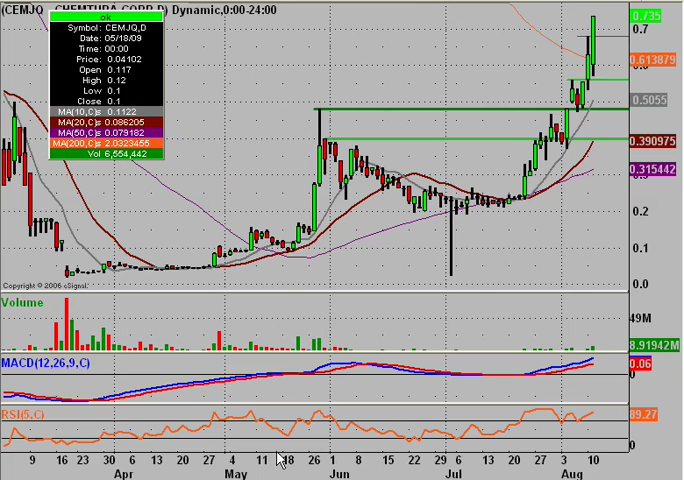 (CEMJQ - CHEMTURA CORP,D) Dynamic,0:00-24:00
ok
Symbol: CEMJQ,D
Date: 05/18/09
Time: 00:00
Price: 0.04102
Open 0.117
High 0.12
Low 0.1
Close 0.1
MA(10,C)s 0.1122
MA(20,C)s 0.086205
MA(50,C)s 0.079182
MA(200,C)s 2.0323455
Vol 6,554,442
0.735
0.7
0.613879
0.5055
0.390975
0.315442
0.2
0.1
0.0
Copyright © 2006 eSignal.
Volume
49M
8.91942M
MACD(12,26,9,C)
0.06
0
RSI(5,C)
89.27
0
9 16 23 30 6 13 20 27 4 11 18 26 1 8 15 22 29 6 13 20 27 3 10
Apr May Jun Jul Aug